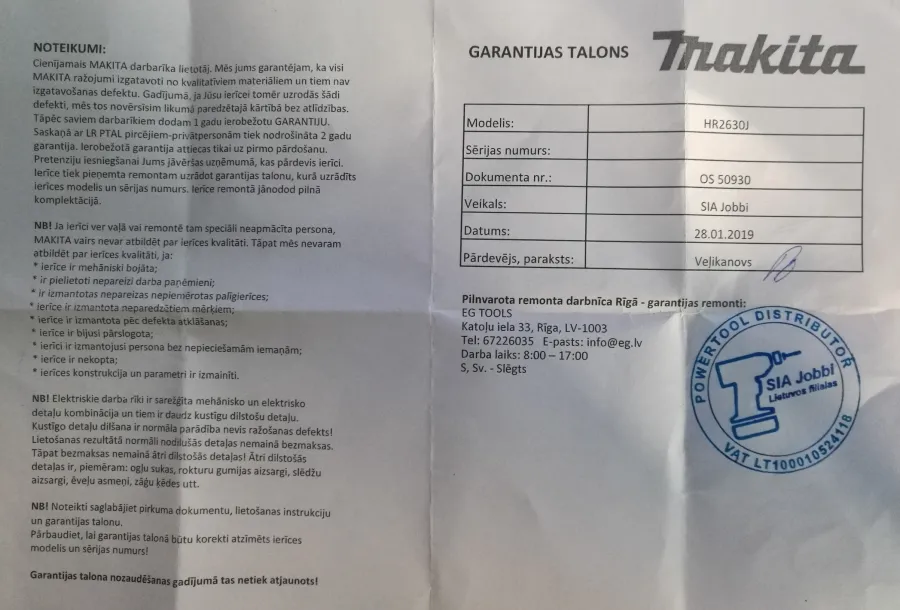 NOTEIKUMI:
Cienījamais MAKITA darbarīka lietotāj. Mēs jums garantējam, ka visi
MAKITA ražojumi izgatavoti no kvalitatīviem materiāliem un tiem nav
izgatavošanas defektu. Gadījumā, ja Jūsu ierīcei tomēr uzrodās šādi
defekti, mēs tos novērsīsim likumā paredzētajā kārtībā bez atlīdzības.
Tāpēc saviem darbarīkiem dodam 1 gadu ierobežotu GARANTIJU.
Saskaņā ar LR PTAL pircējiem-privātpersonām tiek nodrošināta 2 gadu
garantija. Ierobežotā garantija attiecas tikai uz pirmo pārdošanu.
Pretenziju iesniegšanai Jums jāvēršas uzņēmumā, kas pārdevis ierīci.
Ierīce tiek pieņemta remontam uzrādot garantijas talonu, kurā uzrādīts
ierīces modelis un sērijas numurs. Ierīce remontā jānodod pilnā
komplektācijā.
NB! Ja ierīci ver vaļā vai remontē tam speciāli neapmācīta persona,
MAKITA vairs nevar atbildēt par ierīces kvalitāti. Tāpat mēs nevaram
atbildēt par ierīces kvalitāti, ja:
* ierīce ir mehāniski bojāta;
* ir pielietoti nepareizi darba paņēmieni;
* ir izmantotas nepareizas nepiemērotas palīgierīces;
* ierīce ir izmantota neparedzētiem mērķiem;
* ierīce ir izmantota pēc defekta atklāšanas;
* ierīce ir bijusi pārslogota;
* ierīci ir izmantojusi persona bez nepieciešamām iemaņām;
* ierīce ir nekopta;
* ierīces konstrukcija un parametri ir izmainīti.
NB! Elektriskie darba rīki ir sarežģīta mehānisko un elektrisko
detaļu kombinācija un tiem ir daudz kustīgu dilstošu detaļu.
Kustīgo detaļu dilšana ir normāla parādība nevis ražošanas defekts!
Lietošanas rezultātā normāli nodilušās detaļas nemaina bezmaksas.
Tāpat bezmaksas nemaina ātri dilstošās detaļas! Ātri dilstošās
detaļas ir, piemēram: ogļu sukas, rokturu gumijas aizsargi, slēdžu
aizsargi, ēveļu asmeņi, zāģu ķēdes utt.
NB! Noteikti saglabājiet pirkuma dokumentu, lietošanas instrukciju
un garantijas talonu.
Pārbaudiet, lai garantijas talonā būtu korekti atzīmēts ierīces
modelis un sērijas numurs!
Garantijas talona nozaudēšanas gadījumā tas netiek atjaunots!
GARANTIJAS TALONS
Makita
Modelis: HR2630J
Sērijas numurs:
Dokumenta nr.: OS 50930
Veikals: SIA Jobbi
Datums: 28.01.2019
Pārdevējs, paraksts: Veļikanovs
Pilnvarota remonta darbnīca Rīgā - garantijas remonti:
EG TOOLS
Katoļu iela 33, Rīga, LV-1003
Tel: 67226035 E-pasts: info@eg.lv
Darba laiks: 8:00 – 17:00
S, Sv. - Slēgts
POWERTOOL DISTRIBUTOR
SIA Jobbi
Lietuvos filialas
VAT LT100010524118